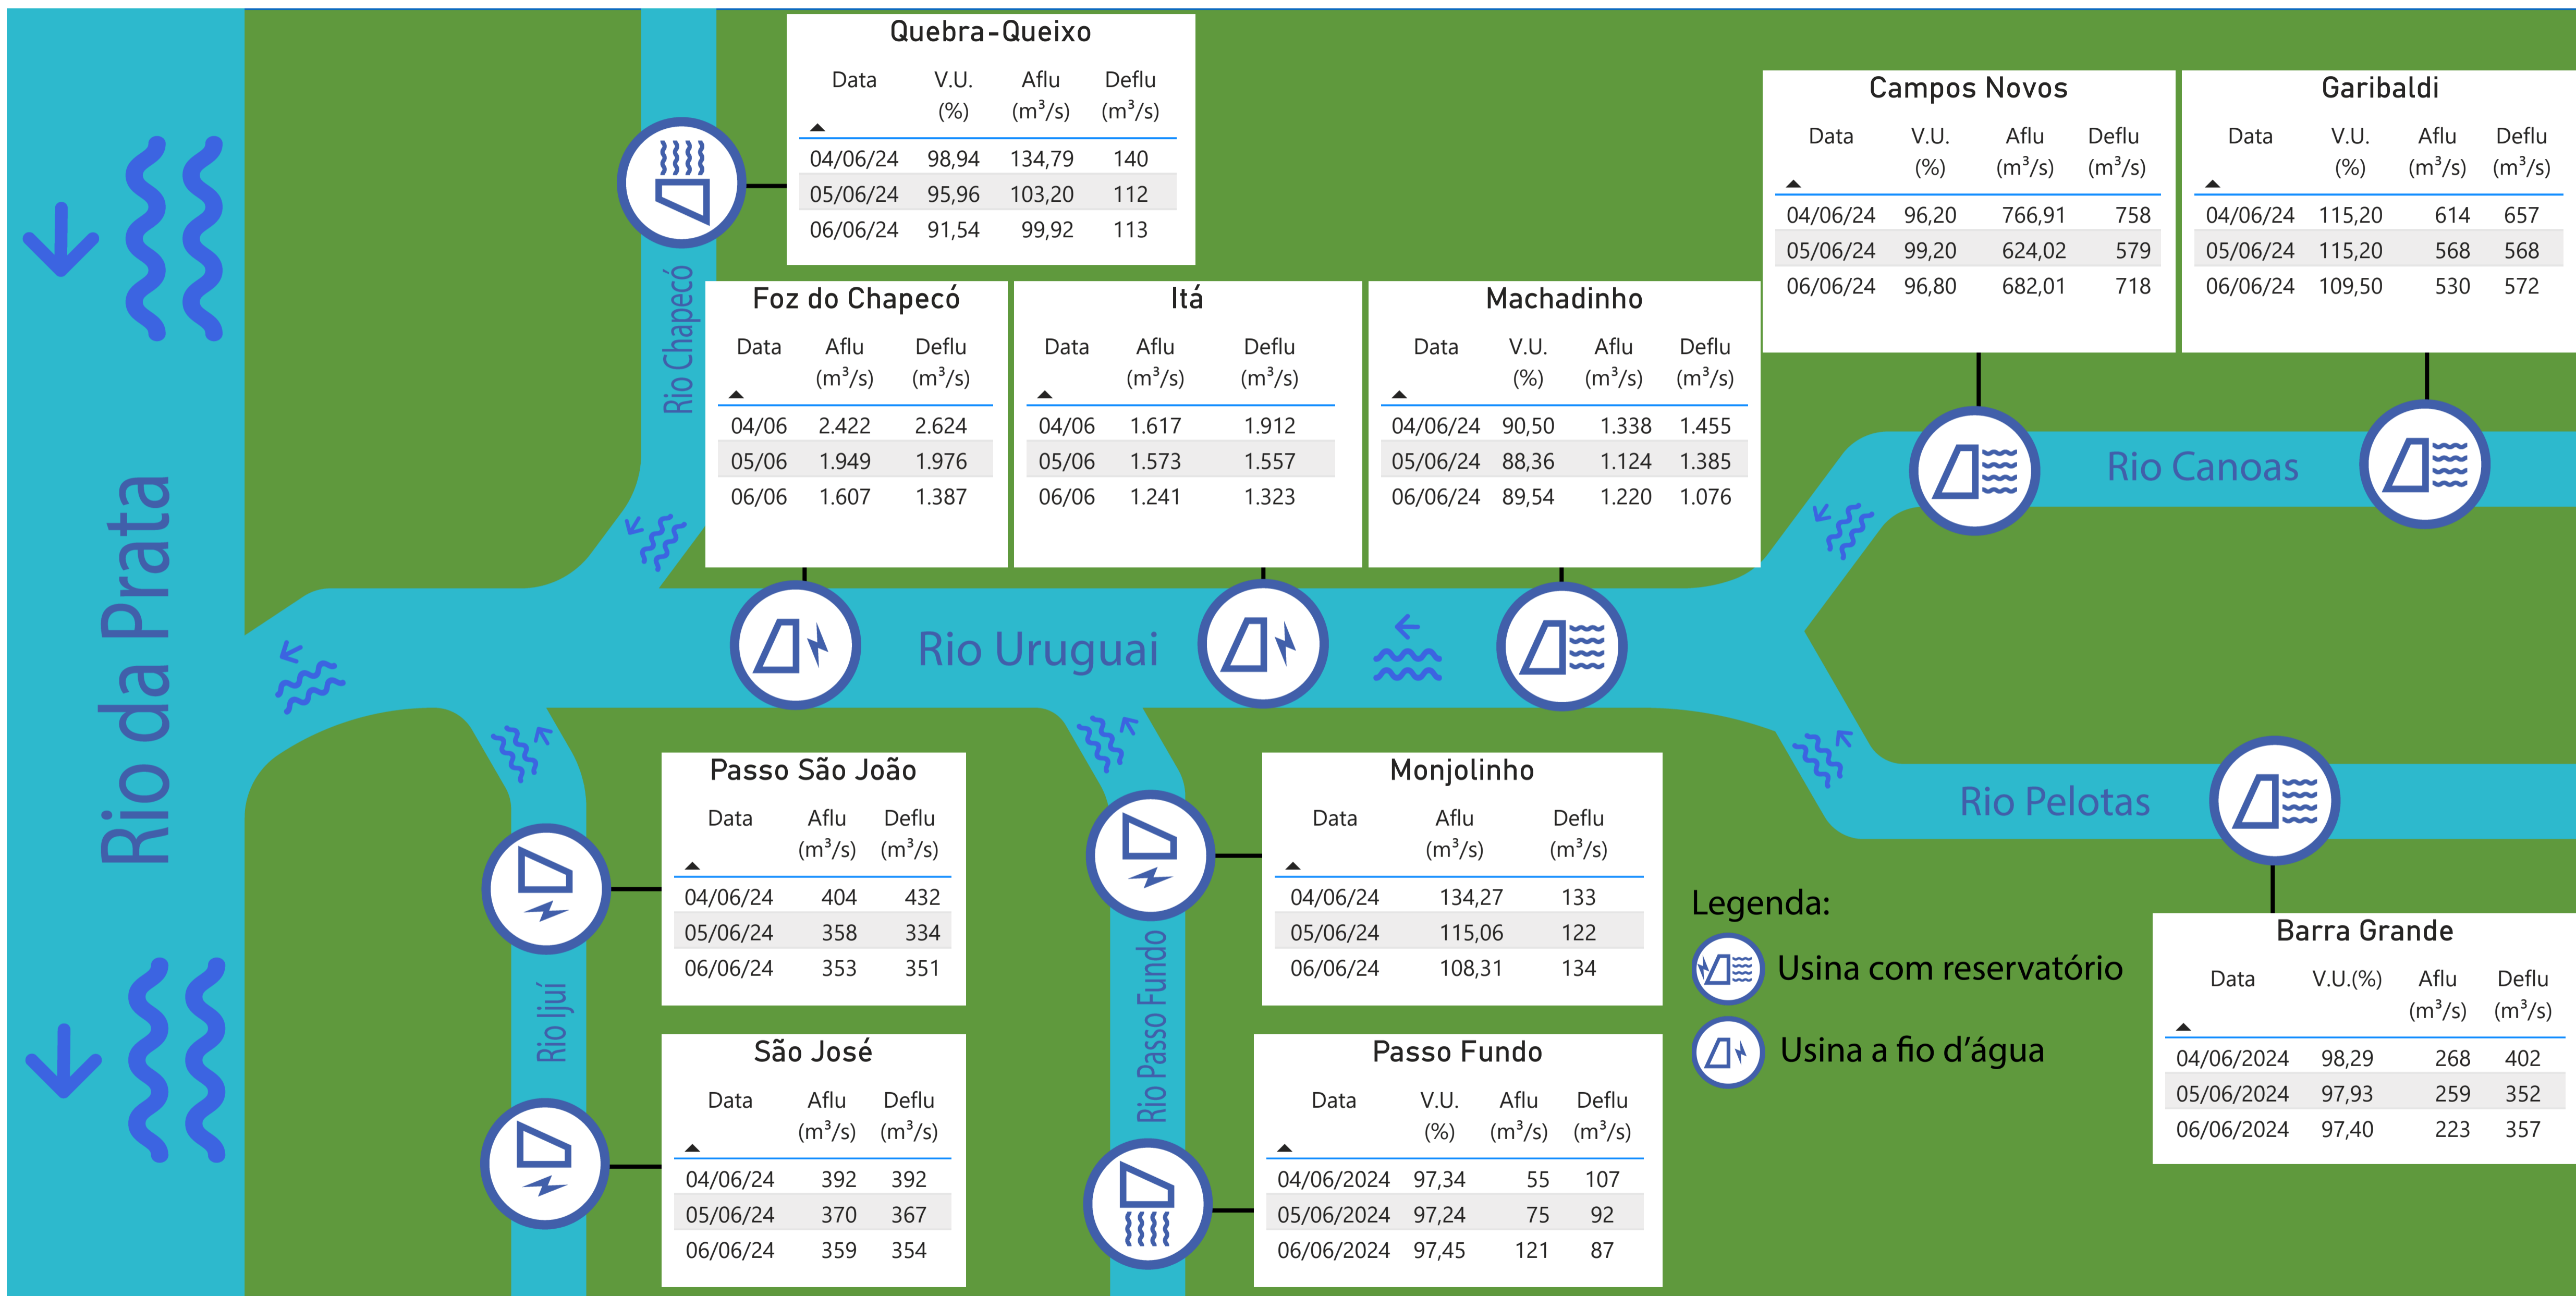 Quebra-Queixo
Data V.U. Aflu Deflu
(%) (m³/s) (m³/s)
04/06/24 98,94 134,79 140
05/06/24 95,96 103,20 112
06/06/24 91,54 99,92 113
Campos Novos
Data V.U. Aflu Deflu
(%) (m³/s) (m³/s)
04/06/24 96,20 766,91 758
05/06/24 99,20 624,02 579
06/06/24 96,80 682,01 718
Garibaldi
Data V.U. Aflu Deflu
(%) (m³/s) (m³/s)
04/06/24 115,20 614 657
05/06/24 115,20 568 568
06/06/24 109,50 530 572
Rio Chapecó
Foz do Chapecó
Data Aflu Deflu
(m³/s) (m³/s)
04/06 2.422 2.624
05/06 1.949 1.976
06/06 1.607 1.387
Itá
Data Aflu Deflu
(m³/s) (m³/s)
04/06 1.617 1.912
05/06 1.573 1.557
06/06 1.241 1.323
Machadinho
Data V.U. Aflu Deflu
(%) (m³/s) (m³/s)
04/06/24 90,50 1.338 1.455
05/06/24 88,36 1.124 1.385
06/06/24 89,54 1.220 1.076
Rio Canoas
Rio da Prata
Rio Uruguai
Rio Pelotas
Passo São João
Data Aflu Deflu
(m³/s) (m³/s)
04/06/24 404 432
05/06/24 358 334
06/06/24 353 351
Monjolinho
Data Aflu Deflu
(m³/s) (m³/s)
04/06/24 134,27 133
05/06/24 115,06 122
06/06/24 108,31 134
Legenda:
Usina com reservatório
Usina a fio d'água
Barra Grande
Data V.U.(%) Aflu Deflu
(m³/s) (m³/s)
04/06/2024 98,29 268 402
05/06/2024 97,93 259 352
06/06/2024 97,40 223 357
Rio Ijuí
São José
Data Aflu Deflu
(m³/s) (m³/s)
04/06/24 392 392
05/06/24 370 367
06/06/24 359 354
Rio Passo Fundo
Passo Fundo
Data V.U. Aflu Deflu
(%) (m³/s) (m³/s)
04/06/2024 97,34 55 107
05/06/2024 97,24 75 92
06/06/2024 97,45 121 87